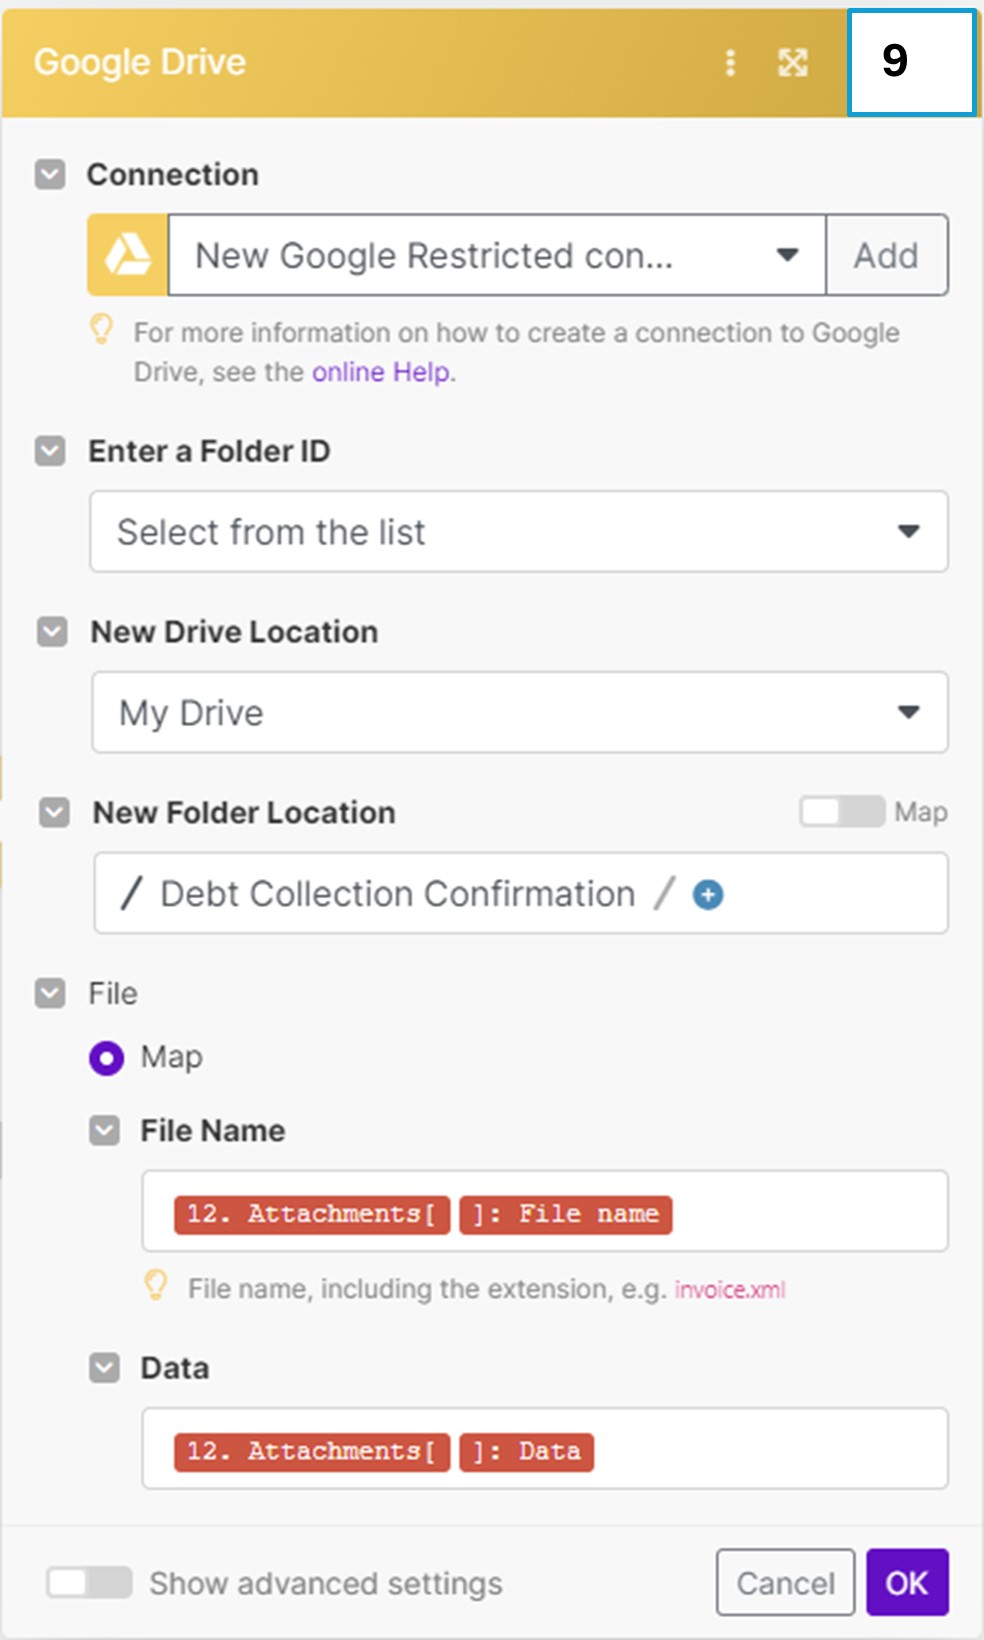 Google Drive
9
Connection
New Google Restricted con...
Add
For more information on how to create a connection to Google
Drive, see the online Help.
Enter a Folder ID
Select from the list
New Drive Location
My Drive
New Folder Location
Map
/ Debt Collection Confirmation /
File
Map
File Name
12. Attachments[ ]: File name
File name, including the extension, e.g. invoice.xml
Data
12. Attachments[ ]: Data
Show advanced settings
Cancel
OK